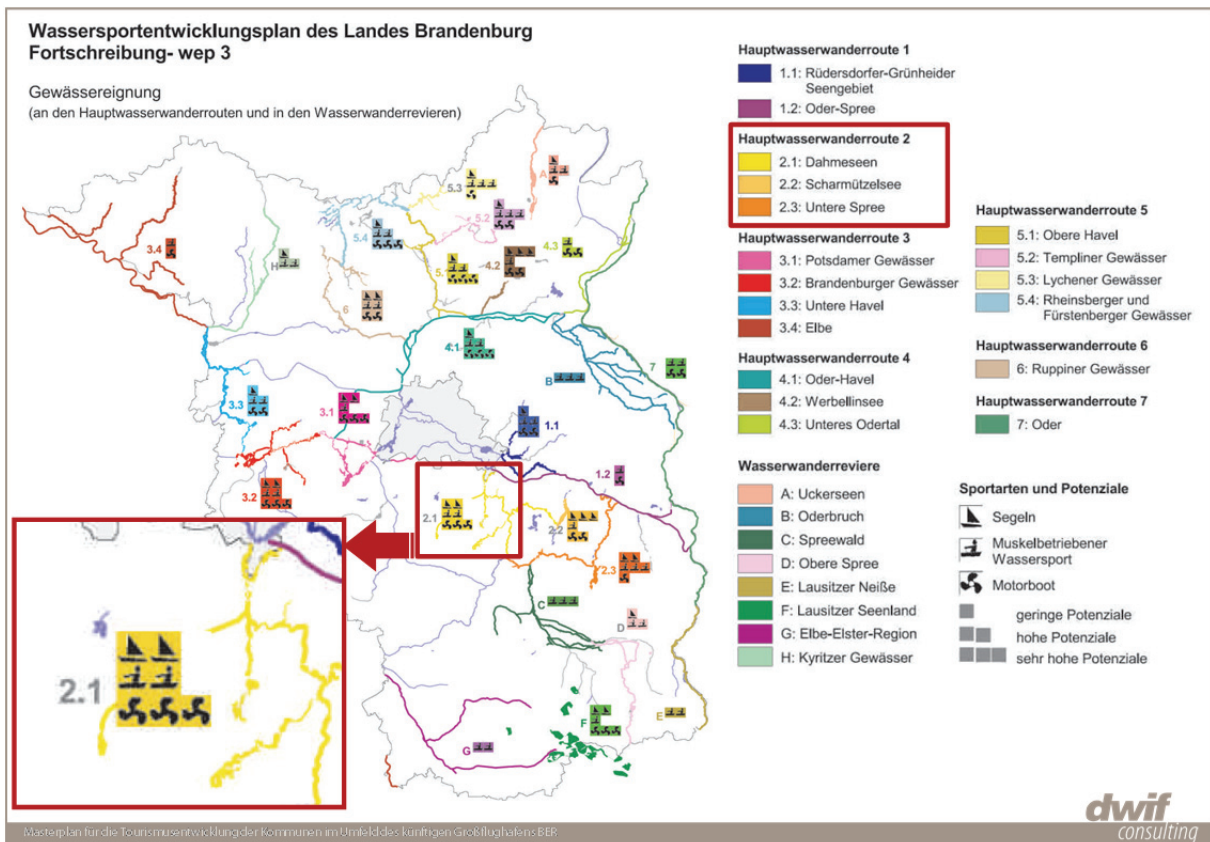 Wassersportentwicklungsplan des Landes Brandenburg
Fortschreibung- wep 3
Gewässereignung
(an den Hauptwasserwanderrouten und in den Wasserwanderrevieren)
Hauptwasserwanderroute 1
1.1: Rüdersdorfer-Grünheider
Seengebiet
1.2: Oder-Spree
Hauptwasserwanderroute 2
2.1: Dahmeseen
2.2: Scharmützelsee
2.3: Untere Spree
Hauptwasserwanderroute 3
3.1: Potsdamer Gewässer
3.2: Brandenburger Gewässer
3.3: Untere Havel
3.4: Elbe
Hauptwasserwanderroute 4
4.1: Oder-Havel
4.2: Werbellinsee
4.3: Unteres Odertal
Hauptwasserwanderroute 5
5.1: Obere Havel
5.2: Templiner Gewässer
5.3: Lychener Gewässer
5.4: Rheinsberger und
Fürstenberger Gewässer
Hauptwasserwanderroute 6
6: Ruppiner Gewässer
Hauptwasserwanderroute 7
7: Oder
Wasserwanderreviere
A: Uckerseen
B: Oderbruch
C: Spreewald
D: Obere Spree
E: Lausitzer Neiße
F: Lausitzer Seenland
G: Elbe-Elster-Region
H: Kyritzer Gewässer
Sportarten und Potenziale
Segeln
Muskelbetriebener
Wassersport
Motorboot
geringe Potenziale
hohe Potenziale
sehr hohe Potenziale
A
5.3
5.2
5.4
3.4
H
4.3
4.2
5.1
6
4.1
7
B
3.3
3.1
1.1
1.2
3.2
2.1
2.2
2.3
C
D
E
F
G
2.1
Masterplan für die Tourismusentwicklung der Kommunen im Umfeld des künftigen Großflughafens BER
dwif
consulting